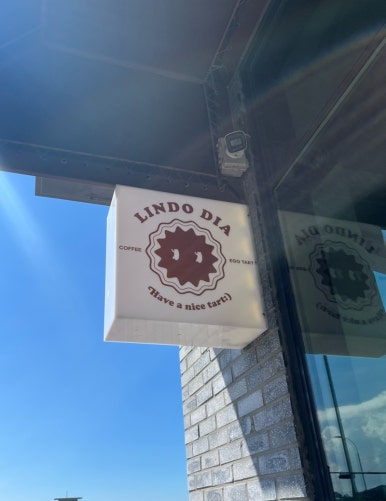 LINDO DIA
COFFEE
EGG TART
(Have a nice tart:)